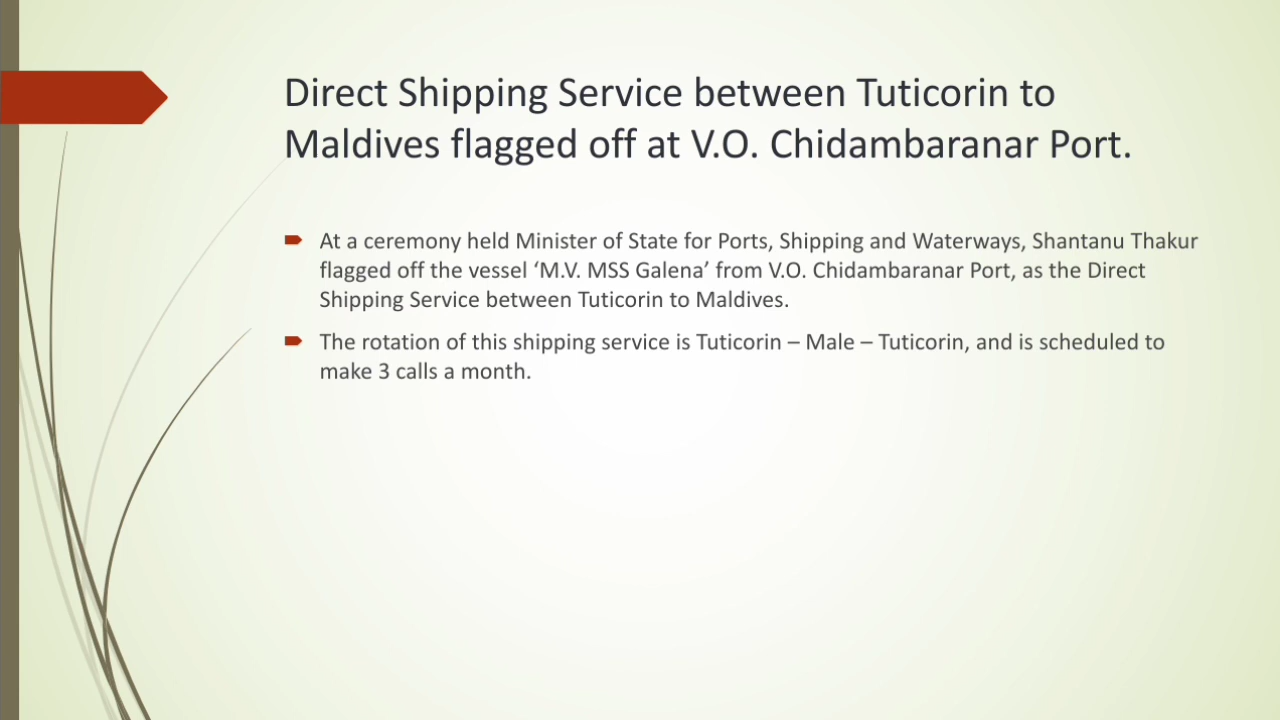 Direct Shipping Service between Tuticorin to
Maldives flagged off at V.O. Chidambaranar Port.
At a ceremony held Minister of State for Ports, Shipping and Waterways, Shantanu Thakur
flagged off the vessel ‘M.V. MSS Galena’ from V.O. Chidambaranar Port, as the Direct
Shipping Service between Tuticorin to Maldives.
The rotation of this shipping service is Tuticorin – Male – Tuticorin, and is scheduled to
make 3 calls a month.